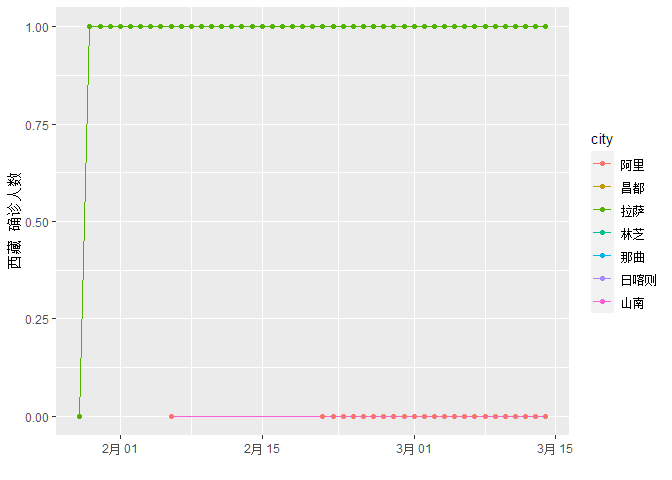 西藏 确诊人数
1.00
0.75
0.50
0.25
0.00
2月 01
2月 15
3月 01
3月 15
city
阿里
昌都
拉萨
林芝
那曲
日喀则
山南